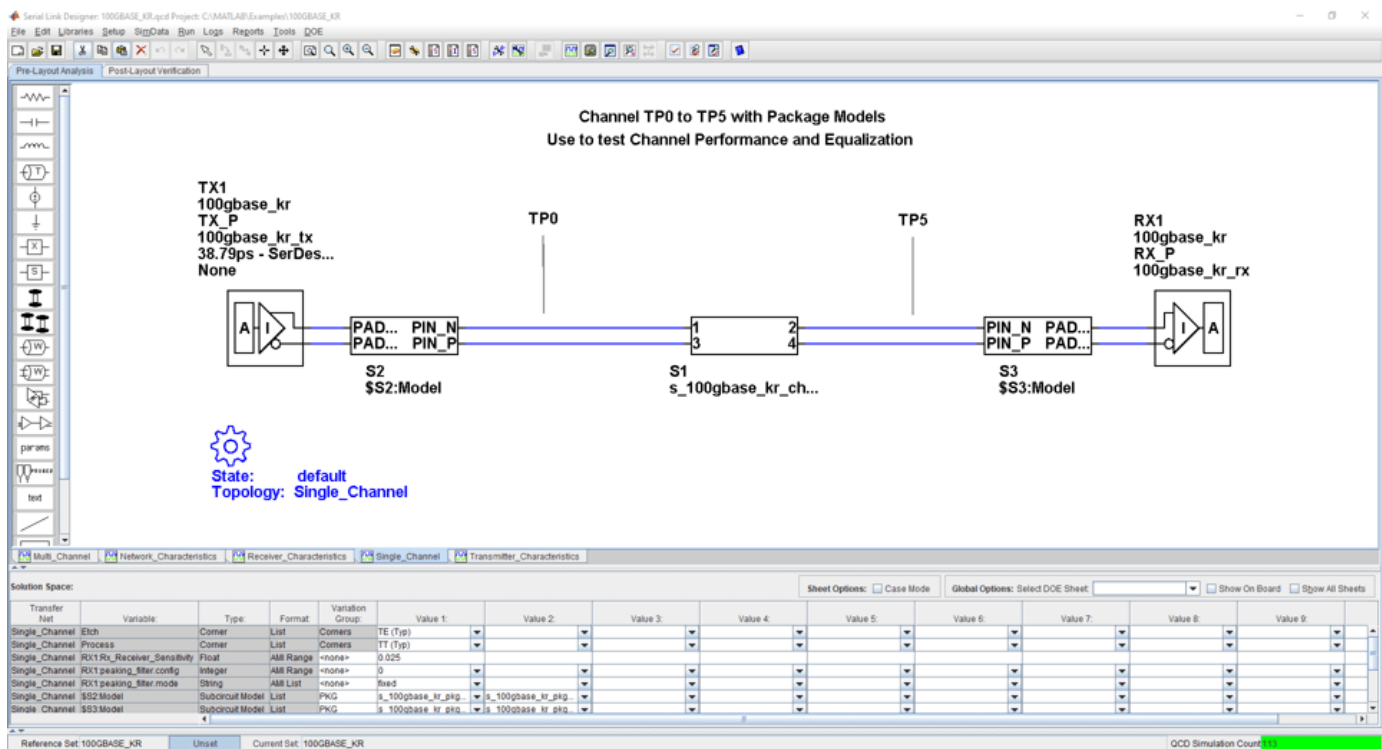 Serial Link Designer: 100GBASE_KR.qcd Project: C:\MATLAB\Examples\100GBASE_KR
File Edit Libraries Setup SimData Run Logs Reports Tools DOE
Pre-Layout Analysis Post-Layout Verification
Channel TP0 to TP5 with Package Models
Use to test Channel Performance and Equalization
TX1
100gbase_kr
TX_P
100gbase_kr_tx
38.79ps - SerDes...
None
TP0
TP5
RX1
100gbase_kr
RX_P
100gbase_kr_rx
A I
PAD... PIN_N
PAD... PIN_P
1 2
3 4
PIN_N PAD...
PIN_P PAD...
I A
S2
$S2:Model
S1
s_100gbase_kr_ch...
S3
$S3:Model
State: default
Topology: Single_Channel
T
X
S
W
W
params
text
Multi_Channel Network_Characteristics Receiver_Characteristics Single_Channel Transmitter_Characteristics
Solution Space:
Sheet Options: Case Mode Global Options: Select DOE Sheet: Show On Board Show All Sheets
Transfer Net Variable: Type: Format: Variation Group: Value 1: Value 2: Value 3: Value 4: Value 5: Value 6: Value 7: Value 8: Value 9:
Single_Channel Etch Corner List Corners TE (Typ)
Single_Channel Process Corner List Corners TT (Typ)
Single_Channel RX1:Rx_Receiver_Sensitivity Float AMI Range <none> 0.025
Single_Channel RX1:peaking_filter.config Integer AMI Range <none> 0
Single_Channel RX1:peaking_filter.mode String AMI List <none> fixed
Single_Channel $S2:Model Subcircuit Model List PKG s_100gbase_kr_pkg... s_100gbase_kr_pkg...
Single_Channel $S3:Model Subcircuit Model List PKG s_100gbase_kr_pkg... s_100gbase_kr_pkg...
Reference Set: 100GBASE_KR Unset Current Set: 100GBASE_KR QCD Simulation Count: 113